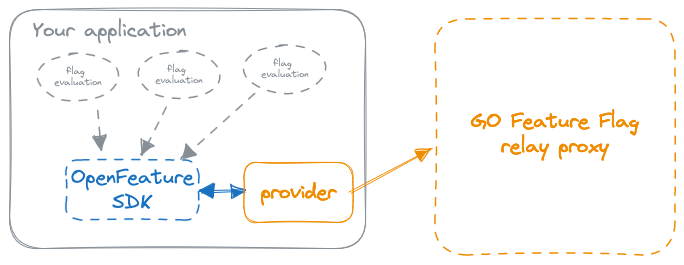 Your application
flag
evaluation
flag
evaluation
flag
evaluation
OpenFeature
SDK
provider
GO Feature Flag
relay proxy